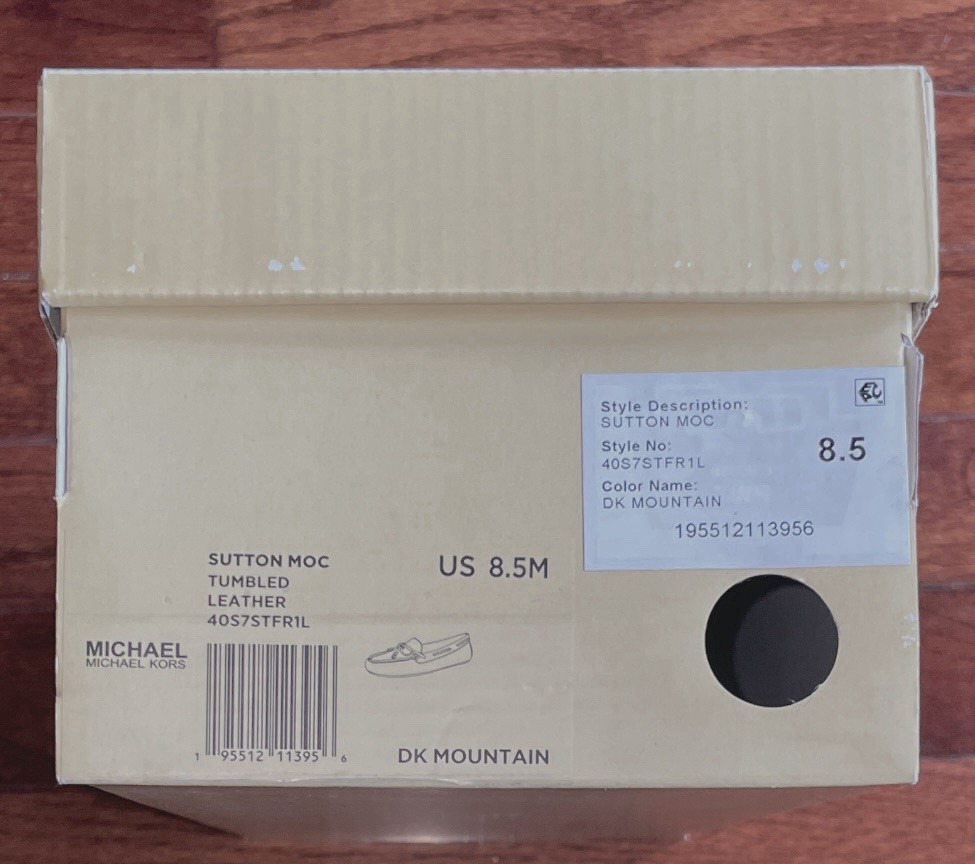 Style Description:
SUTTON MOC
Style No:
40S7STFR1L
8.5
Color Name:
DK MOUNTAIN
195512113956
SUTTON MOC
TUMBLED
LEATHER
40S7STFR1L
US 8.5M
MICHAEL
MICHAEL KORS
1 95512 11395 6
DK MOUNTAIN